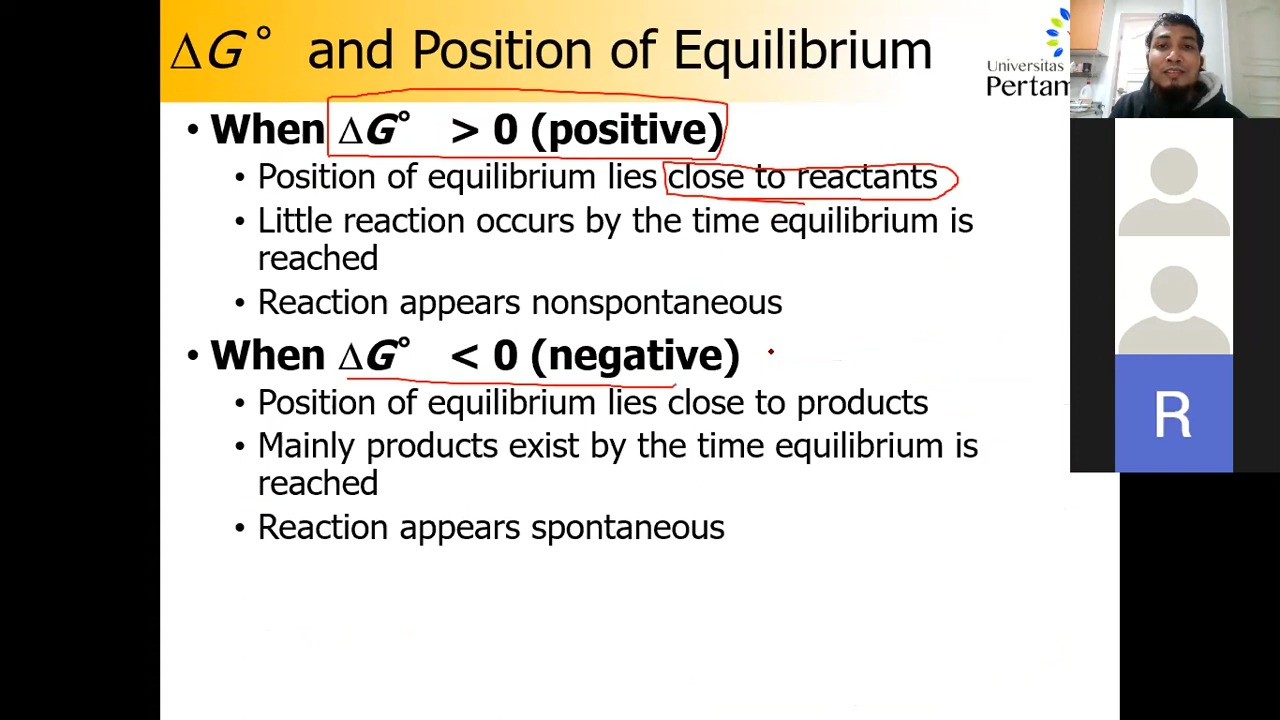 ΔG° and Position of Equilibrium
Universitas
Pertam
• When ΔG° > 0 (positive)
• Position of equilibrium lies close to reactants
• Little reaction occurs by the time equilibrium is
reached
• Reaction appears nonspontaneous
• When ΔG° < 0 (negative)
• Position of equilibrium lies close to products
• Mainly products exist by the time equilibrium is
reached
• Reaction appears spontaneous
R